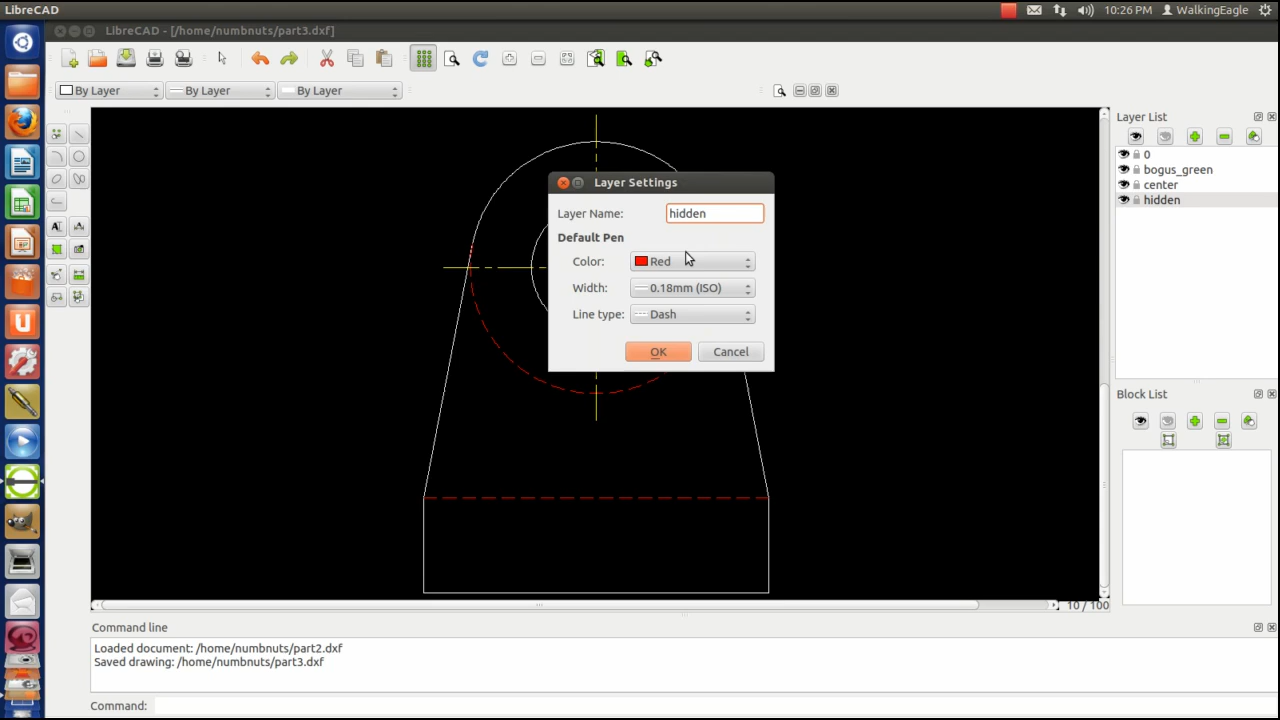 LibreCAD
10:26 PM
WalkingEagle
LibreCAD - [/home/numbnuts/part3.dxf]
By Layer
By Layer
By Layer
Layer List
0
bogus_green
center
hidden
Layer Settings
Layer Name:
hidden
Default Pen
Color:
Red
Width:
0.18mm (ISO)
Line type:
Dash
OK
Cancel
Block List
10 / 100
Command line
Loaded document: /home/numbnuts/part2.dxf
Saved drawing: /home/numbnuts/part3.dxf
Command: